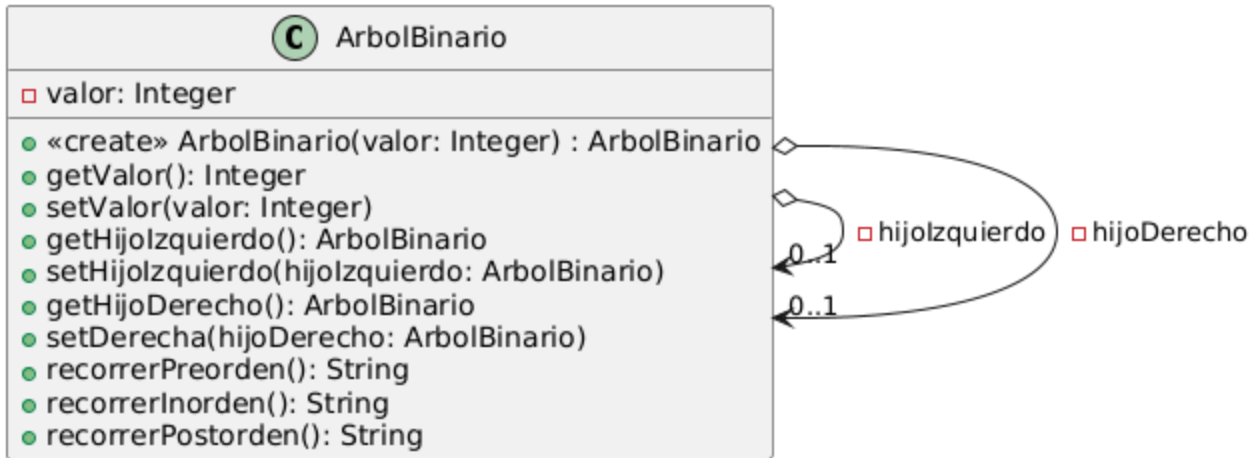 C ArbolBinario
valor: Integer
«create» ArbolBinario(valor: Integer) : ArbolBinario
getValor(): Integer
setValor(valor: Integer)
getHijoIzquierdo(): ArbolBinario
setHijoIzquierdo(hijoIzquierdo: ArbolBinario)
getHijoDerecho(): ArbolBinario
setDerecha(hijoDerecho: ArbolBinario)
recorrerPreorden(): String
recorrerInorden(): String
recorrerPostorden(): String
hijoIzquierdo
0..1
hijoDerecho
0..1